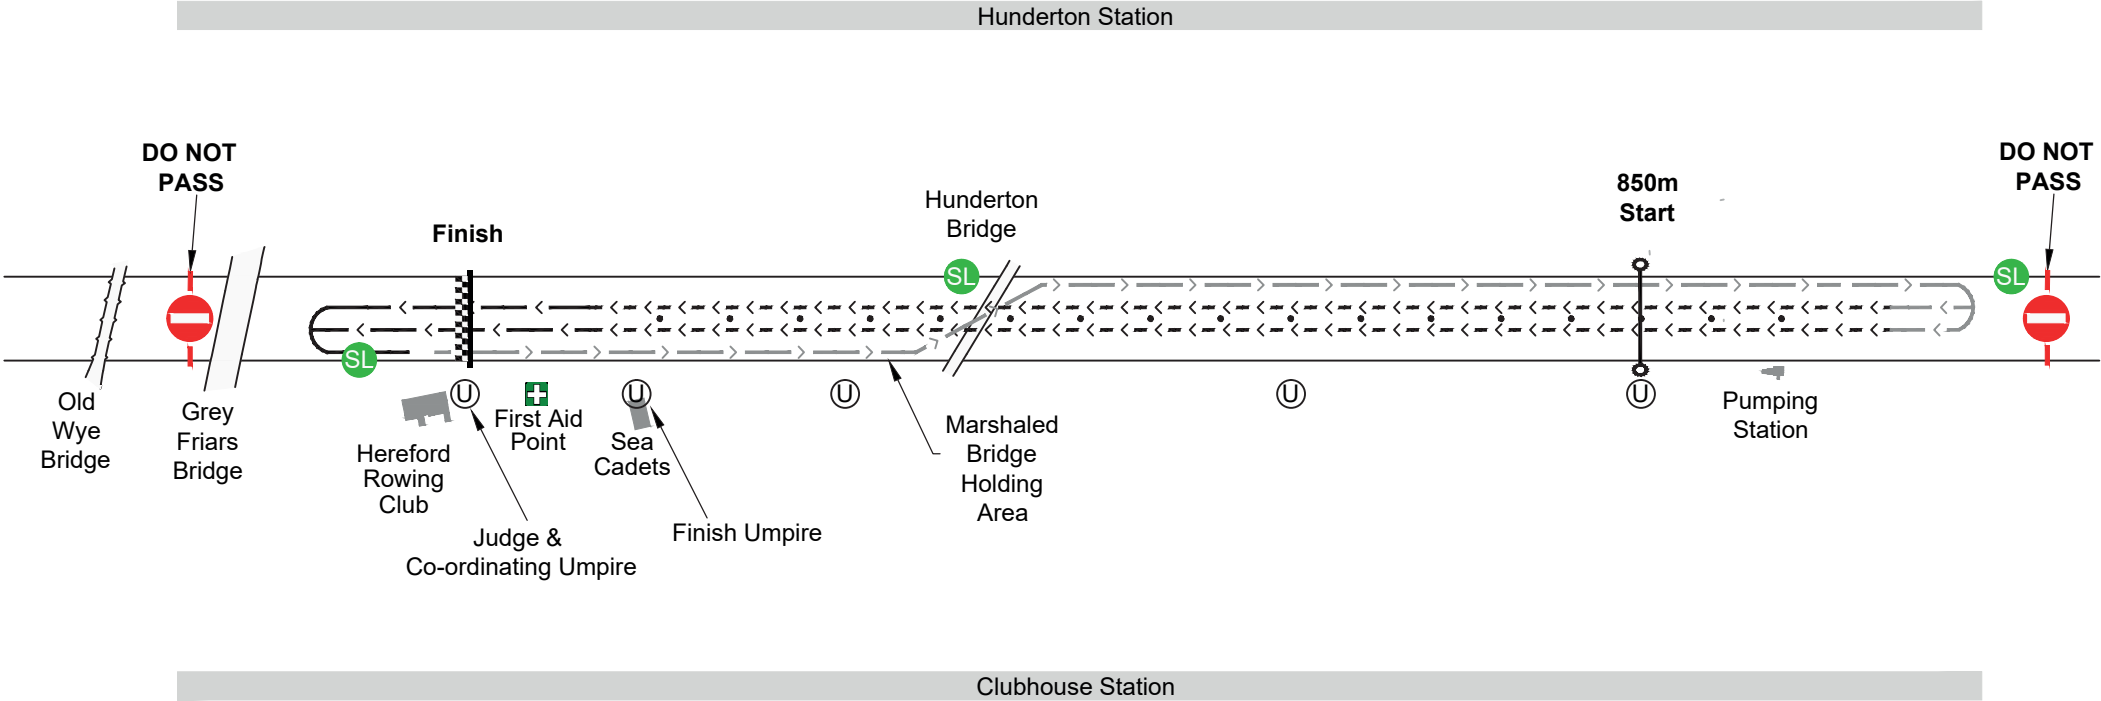 Hunderton Station
DO NOT
PASS
DO NOT
PASS
850m
Start
Hunderton
Bridge
Finish
SL
SL
SL
U
U
U
U
U
Old
Wye
Bridge
Grey
Friars
Bridge
Hereford
Rowing
Club
First Aid
Point
Sea
Cadets
Marshaled
Bridge
Holding
Area
Pumping
Station
Judge &
Co-ordinating Umpire
Finish Umpire
Clubhouse Station